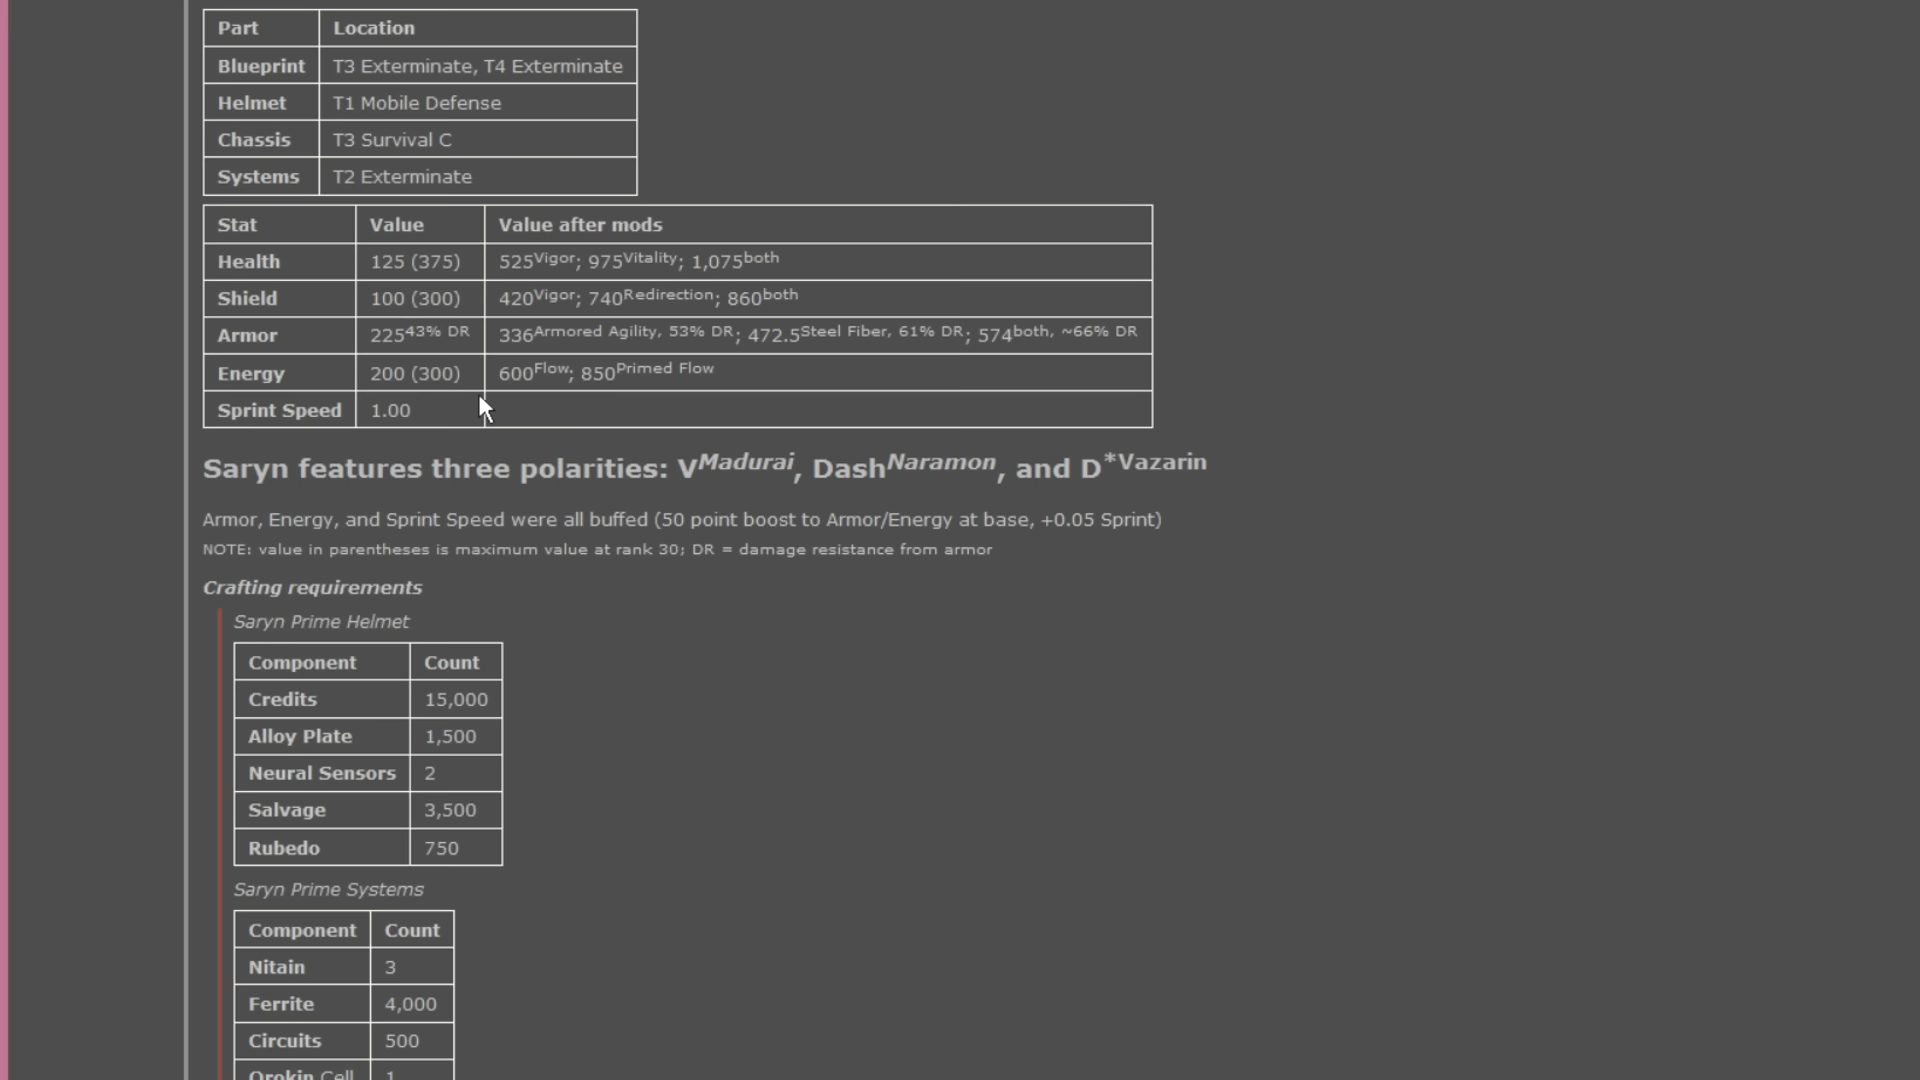 Part Location
Blueprint T3 Exterminate, T4 Exterminate
Helmet T1 Mobile Defense
Chassis T3 Survival C
Systems T2 Exterminate
Stat Value Value after mods
Health 125 (375) 525Vigor; 975Vitality; 1,075both
Shield 100 (300) 420Vigor; 740Redirection; 860both
Armor 22543% DR 336Armored Agility, 53% DR; 472.5Steel Fiber, 61% DR; 574both, ~66% DR
Energy 200 (300) 600Flow; 850Primed Flow
Sprint Speed 1.00
Saryn features three polarities: VMadurai, DashNaramon, and D*Vazarin
Armor, Energy, and Sprint Speed were all buffed (50 point boost to Armor/Energy at base, +0.05 Sprint)
NOTE: value in parentheses is maximum value at rank 30; DR = damage resistance from armor
Crafting requirements
Saryn Prime Helmet
Component Count
Credits 15,000
Alloy Plate 1,500
Neural Sensors 2
Salvage 3,500
Rubedo 750
Saryn Prime Systems
Component Count
Nitain 3
Ferrite 4,000
Circuits 500
Orokin Cell 1